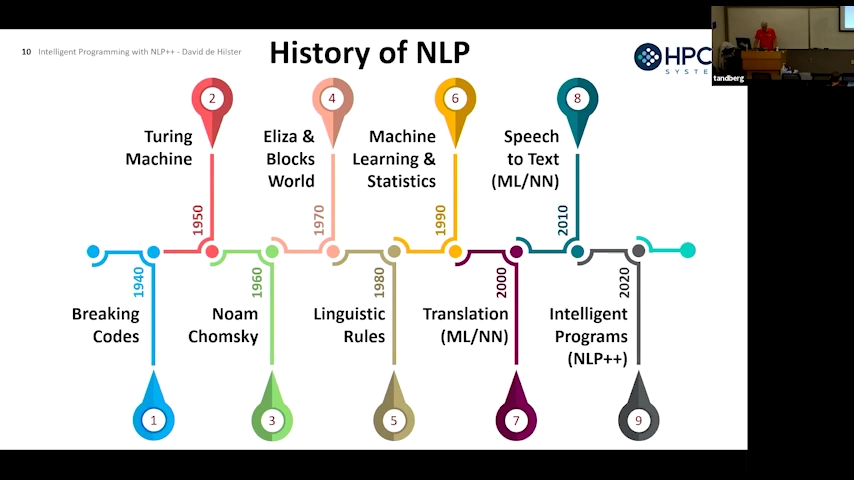 10 Intelligent Programming with NLP++ - David de Hilster
History of NLP
HPC
SYSTE
tandberg
2
4
6
8
Turing
Machine
Eliza &
Blocks
World
Machine
Learning &
Statistics
Speech
to Text
(ML/NN)
1950
1970
1990
2010
1940
1960
1980
2000
2020
Breaking
Codes
Noam
Chomsky
Linguistic
Rules
Translation
(ML/NN)
Intelligent
Programs
(NLP++)
1
3
5
7
9